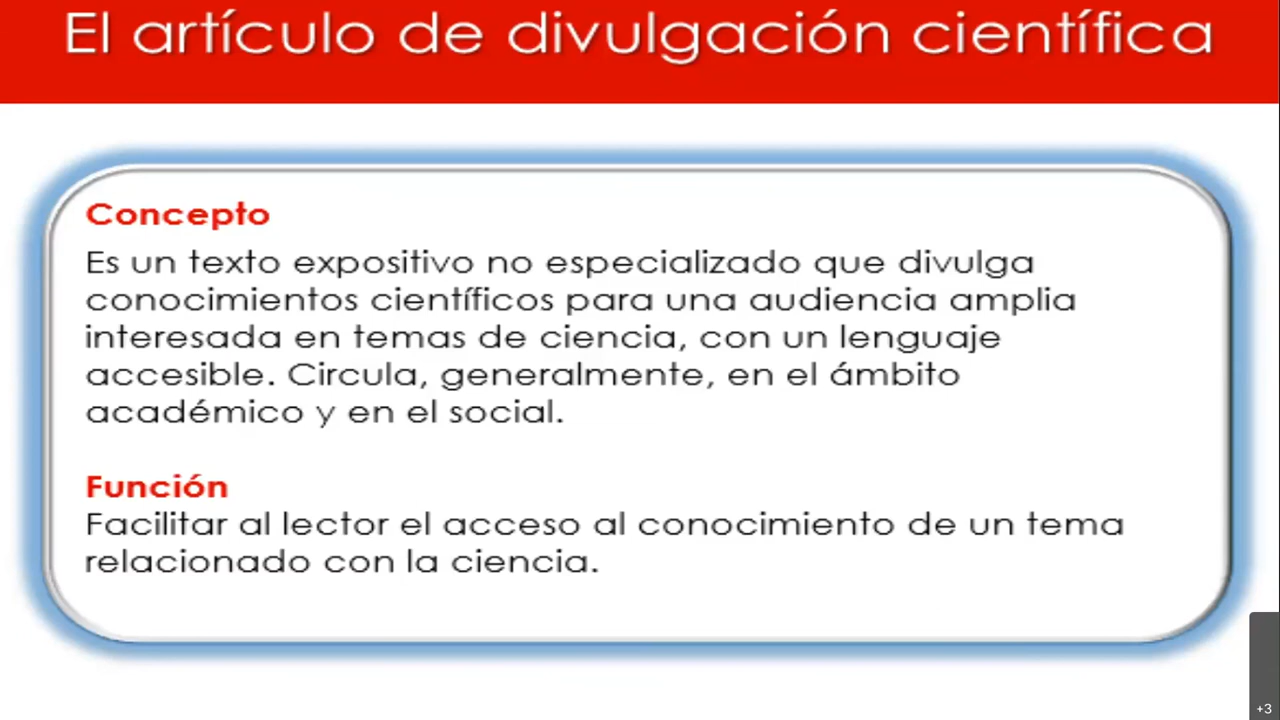 El artículo de divulgación científica
Concepto
Es un texto expositivo no especializado que divulga
conocimientos científicos para una audiencia amplia
interesada en temas de ciencia, con un lenguaje
accesible. Circula, generalmente, en el ámbito
académico y en el social.
Función
Facilitar al lector el acceso al conocimiento de un tema
relacionado con la ciencia.
+3